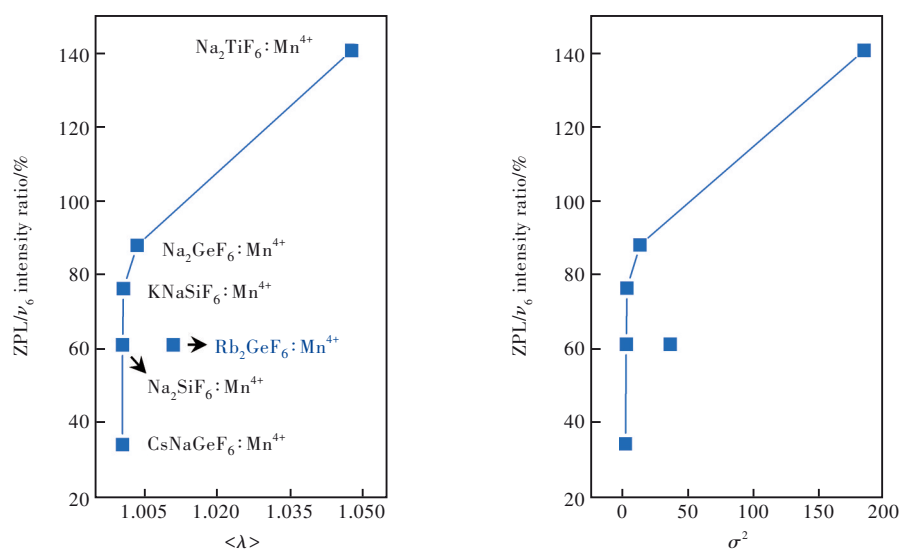 ZPL/ν₆ intensity ratio/%
140
120
100
80
60
40
20
Na₂TiF₆:Mn⁴⁺
Na₂GeF₆:Mn⁴⁺
KNaSiF₆:Mn⁴⁺
Rb₂GeF₆:Mn⁴⁺
Na₂SiF₆:Mn⁴⁺
CsNaGeF₆:Mn⁴⁺
1.005 1.020 1.035 1.050
<λ>
ZPL/ν₆ intensity ratio/%
140
120
100
80
60
40
20
0 50 100 150 200
σ²